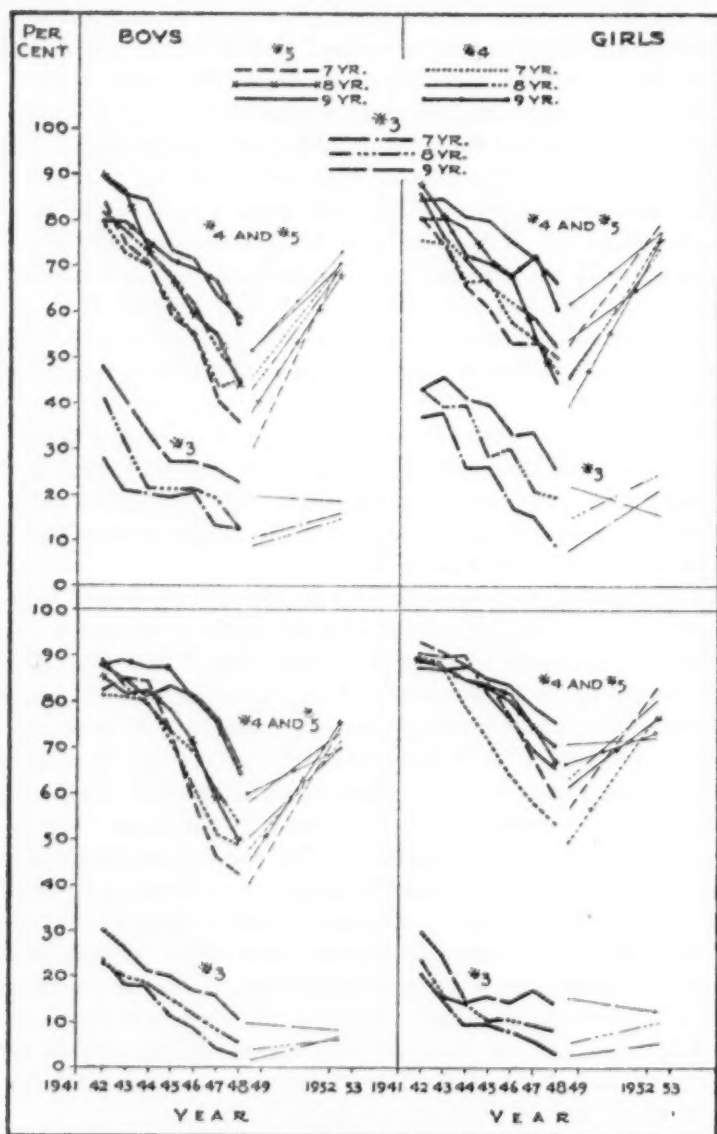 PER CENT
BOYS
GIRLS
*5
7 YR.
8 YR.
9 YR.
*4
7 YR.
8 YR.
9 YR.
*3
7 YR.
8 YR.
9 YR.
100
90
80
70
60
50
40
30
20
10
0
*4 AND *5
*3
*4 AND *5
*3
100
90
80
70
60
50
40
30
20
10
0
*4 AND *5
*3
*4 AND *5
*3
1941 42 43 44 45 46 47 48 49 1952 53 1941 42 43 44 45 46 47 48 49 1952 53
YEAR YEAR